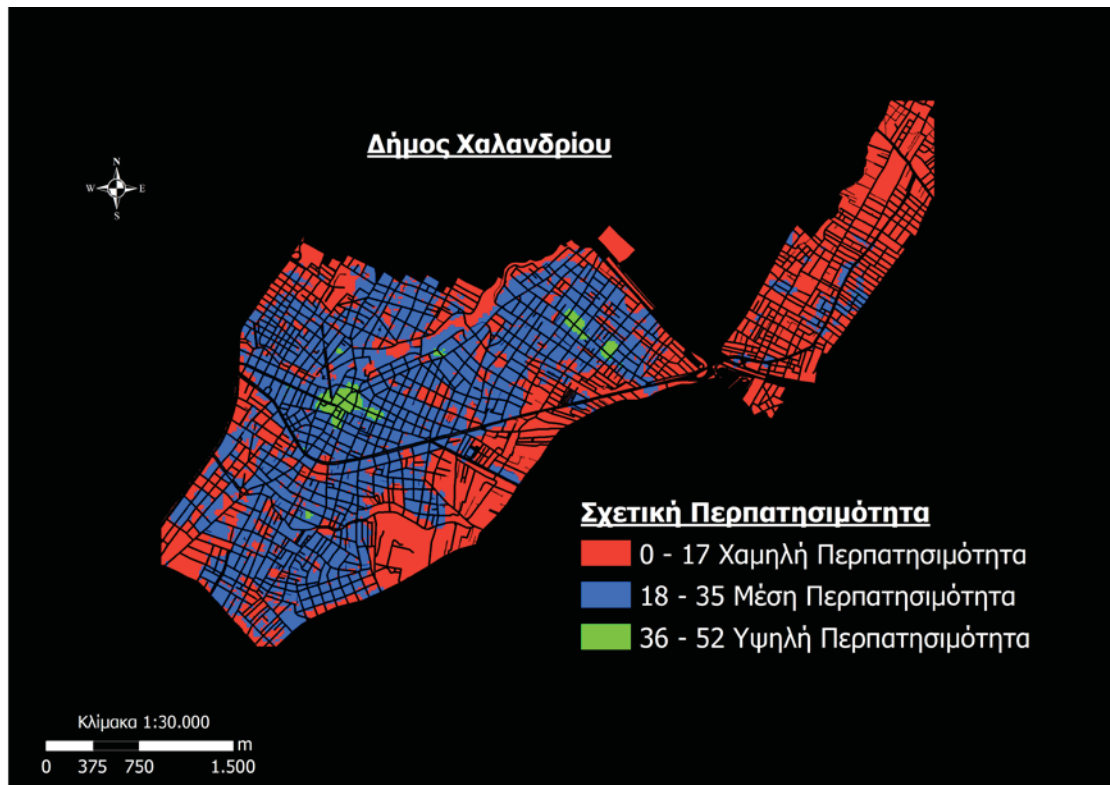 Δήμος Χαλανδρίου
N
W E
S
Σχετική Περπατησιμότητα
0 - 17 Χαμηλή Περπατησιμότητα
18 - 35 Μέση Περπατησιμότητα
36 - 52 Υψηλή Περπατησιμότητα
Κλίμακα 1:30.000
m
0 375 750 1.500